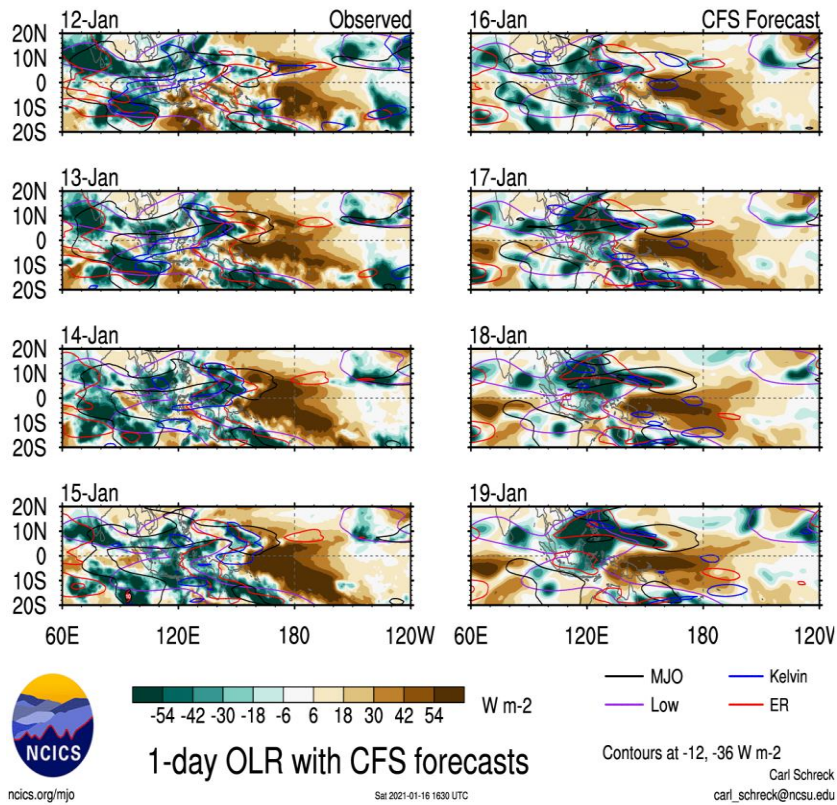 12-Jan Observed
20N
10N
0
10S
20S
13-Jan
20N
10N
0
10S
20S
14-Jan
20N
10N
0
10S
20S
15-Jan
20N
10N
0
10S
20S
60E 120E 180 120W
16-Jan CFS Forecast
17-Jan
18-Jan
19-Jan
60E 120E 180 120W
-54 -42 -30 -18 -6 6 18 30 42 54 W m-2
MJO Kelvin
Low ER
NCICS
1-day OLR with CFS forecasts
Contours at -12, -36 W m-2
Carl Schreck
ncics.org/mjo
Sat 2021-01-16 1630 UTC
carl_schreck@ncsu.edu